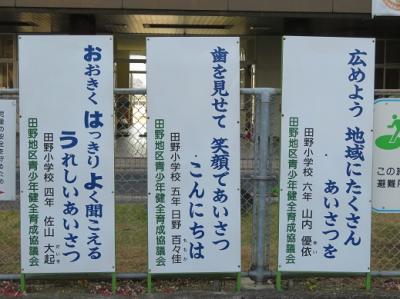 広めよう 地域にたくさん
あいさつを
田野小学校 六年 山内 優依
田野地区青少年健全育成協議会
歯を見せて 笑顔であいさつ
こんにちは
田野小学校 五年 日野 百々佳
田野地区青少年健全育成協議会
おおきく はっきり よく聞こえる
うれしいあいさつ
田野小学校 四年 佐山 大起
田野地区青少年健全育成協議会